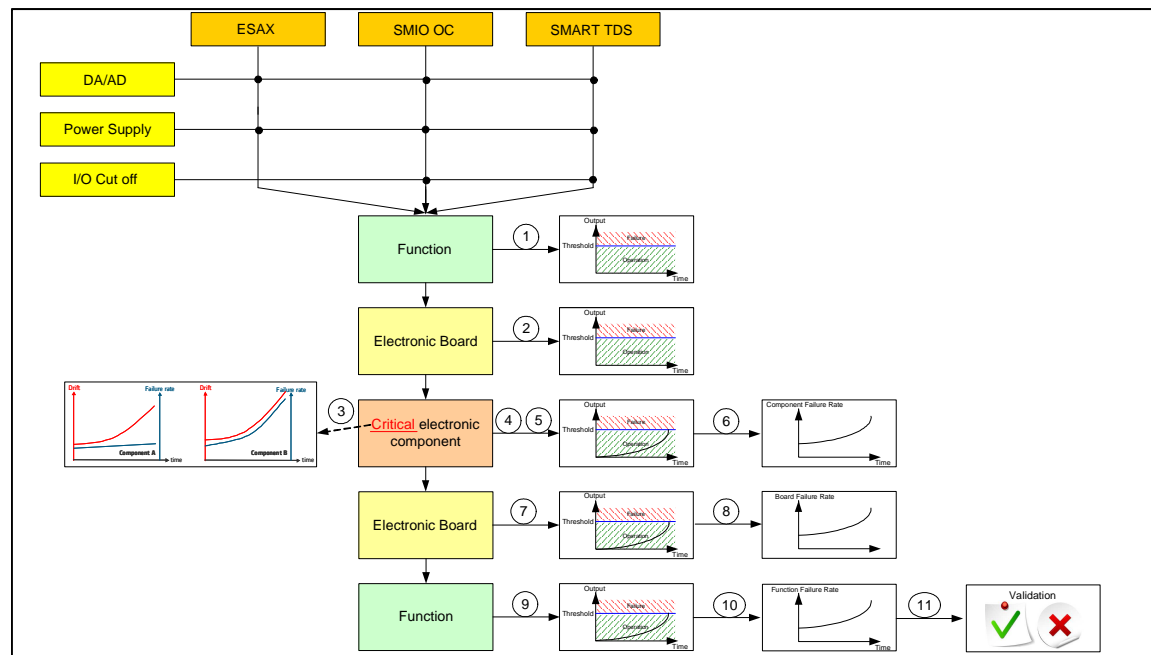 ESAX
SMIO OC
SMART TDS
DA/AD
Power Supply
I/O Cut off
Function
1
Output
Failure
Threshold
Operation
Time
Electronic Board
2
Output
Failure
Threshold
Operation
Time
Drift
Failure rate
Drift
Failure rate
Component A
time
Component B
time
3
Critical electronic
component
4
5
Output
Failure
Threshold
Operation
Time
6
Component Failure Rate
Time
Electronic Board
7
Output
Failure
Threshold
Operation
Time
8
Board Failure Rate
Time
Function
9
Output
Failure
Threshold
Operation
Time
10
Function Failure Rate
Time
11
Validation